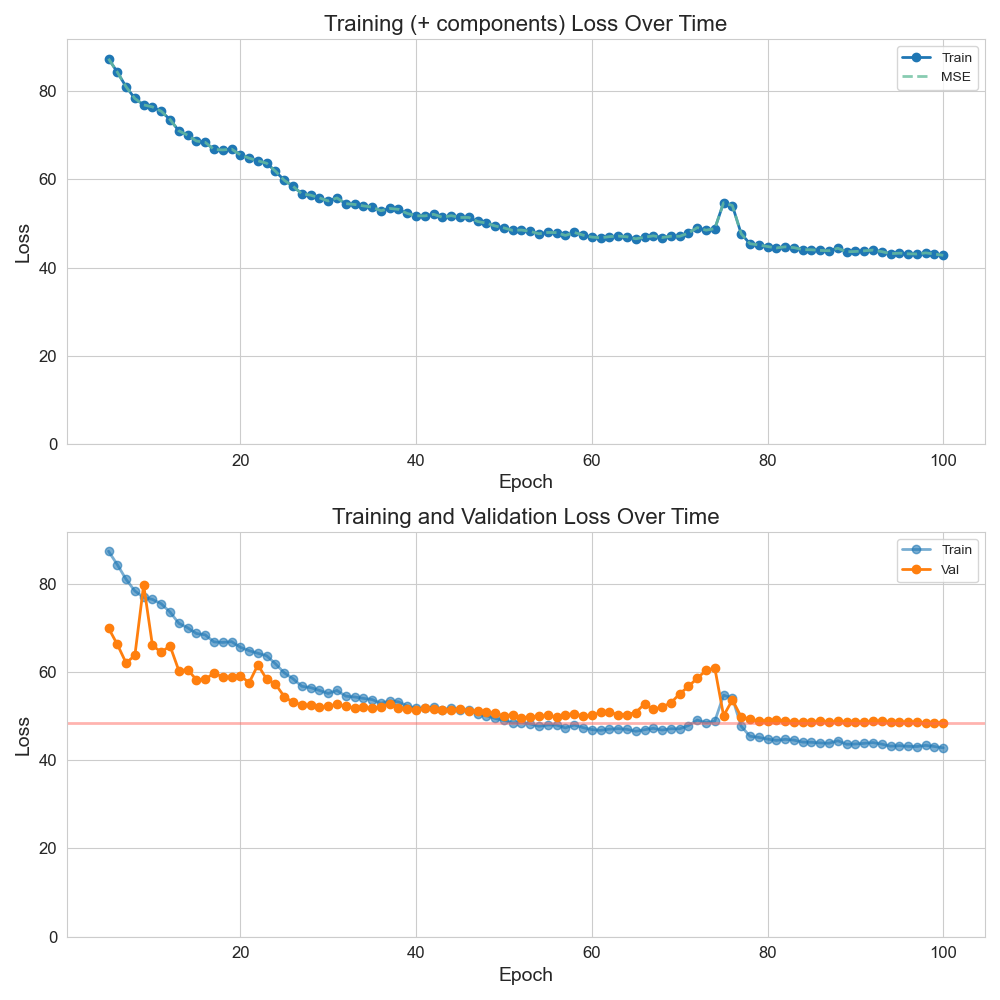 Training (+ components) Loss Over Time
Train
MSE
Loss
80
60
40
20
0
20 40 60 80 100
Epoch
Training and Validation Loss Over Time
Train
Val
Loss
80
60
40
20
0
20 40 60 80 100
Epoch